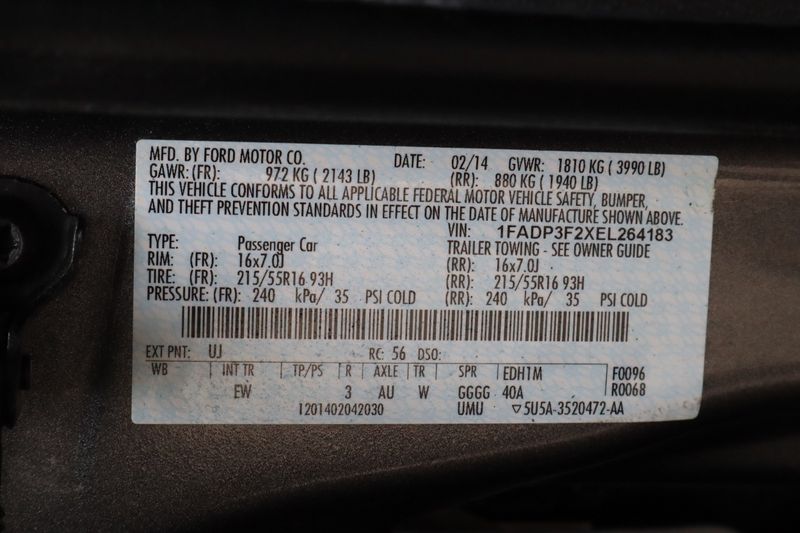 MFD. BY FORD MOTOR CO. DATE: 02/14 GVWR: 1810 KG ( 3990 LB)
GAWR: (FR): 972 KG ( 2143 LB) (RR): 880 KG ( 1940 LB)
THIS VEHICLE CONFORMS TO ALL APPLICABLE FEDERAL MOTOR VEHICLE SAFETY, BUMPER,
AND THEFT PREVENTION STANDARDS IN EFFECT ON THE DATE OF MANUFACTURE SHOWN ABOVE.
VIN: 1FADP3F2XEL264183
TYPE: Passenger Car TRAILER TOWING - SEE OWNER GUIDE
RIM: (FR): 16x7.0J (RR): 16x7.0J
TIRE: (FR): 215/55R16 93H (RR): 215/55R16 93H
PRESSURE: (FR): 240 kPa/ 35 PSI COLD (RR): 240 kPa/ 35 PSI COLD
EXT PNT: UJ RC: 56 DSO:
WB INT TR TP/PS R AXLE TR SPR EDH1M F0096
EW 3 AU W GGGG 40A R0068
1201402042030 UMU ▽5U5A-3520472-AA